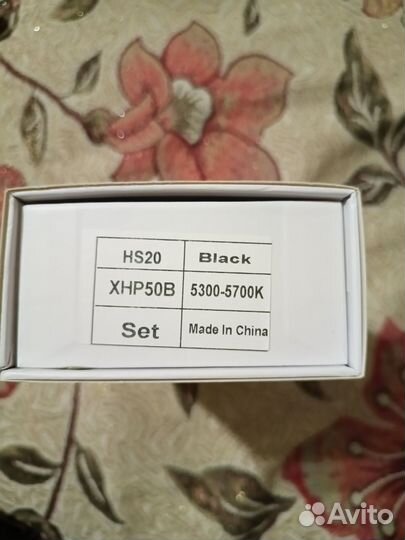 HS20 Black
XHP50B 5300-5700K
Set Made In China
Avito